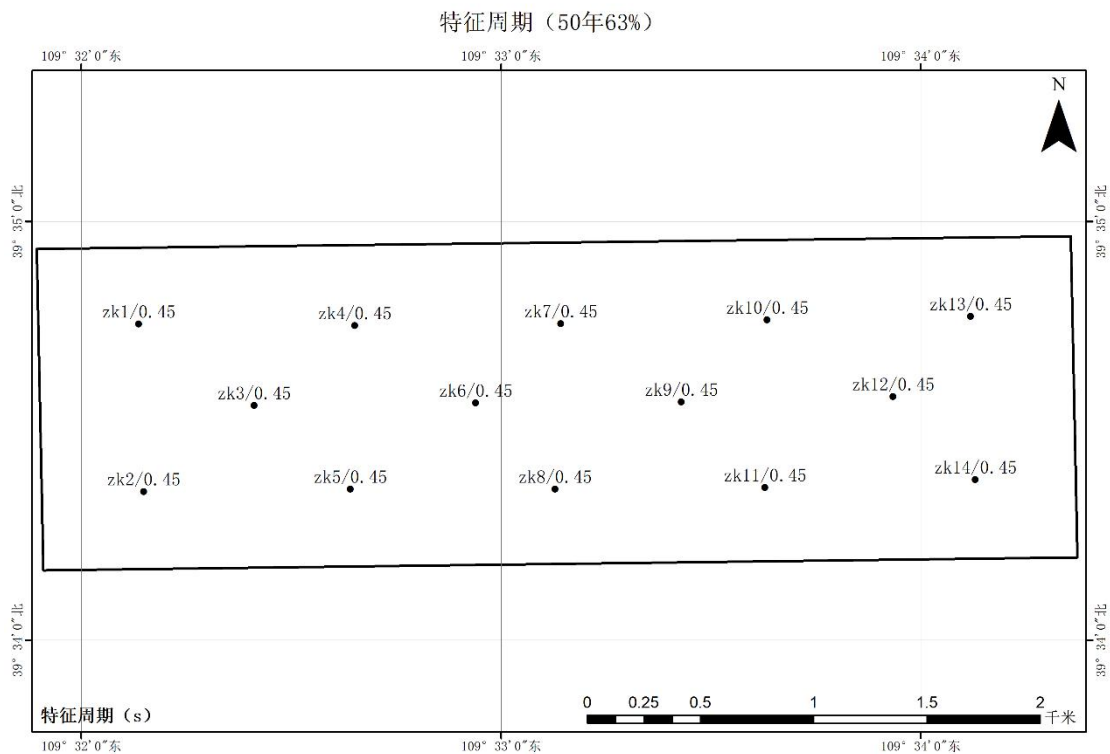 特征周期（50年63%）
109° 32'0"东
109° 33'0"东
109° 34'0"东
N
39° 35'0"北
39° 35'0"北
zk1/0.45
zk4/0.45
zk7/0.45
zk10/0.45
zk13/0.45
zk3/0.45
zk6/0.45
zk9/0.45
zk12/0.45
zk2/0.45
zk5/0.45
zk8/0.45
zk11/0.45
zk14/0.45
39° 34'0"北
39° 34'0"北
特征周期（s）
0 0.25 0.5 1 1.5 2
千米
109° 32'0"东
109° 33'0"东
109° 34'0"东